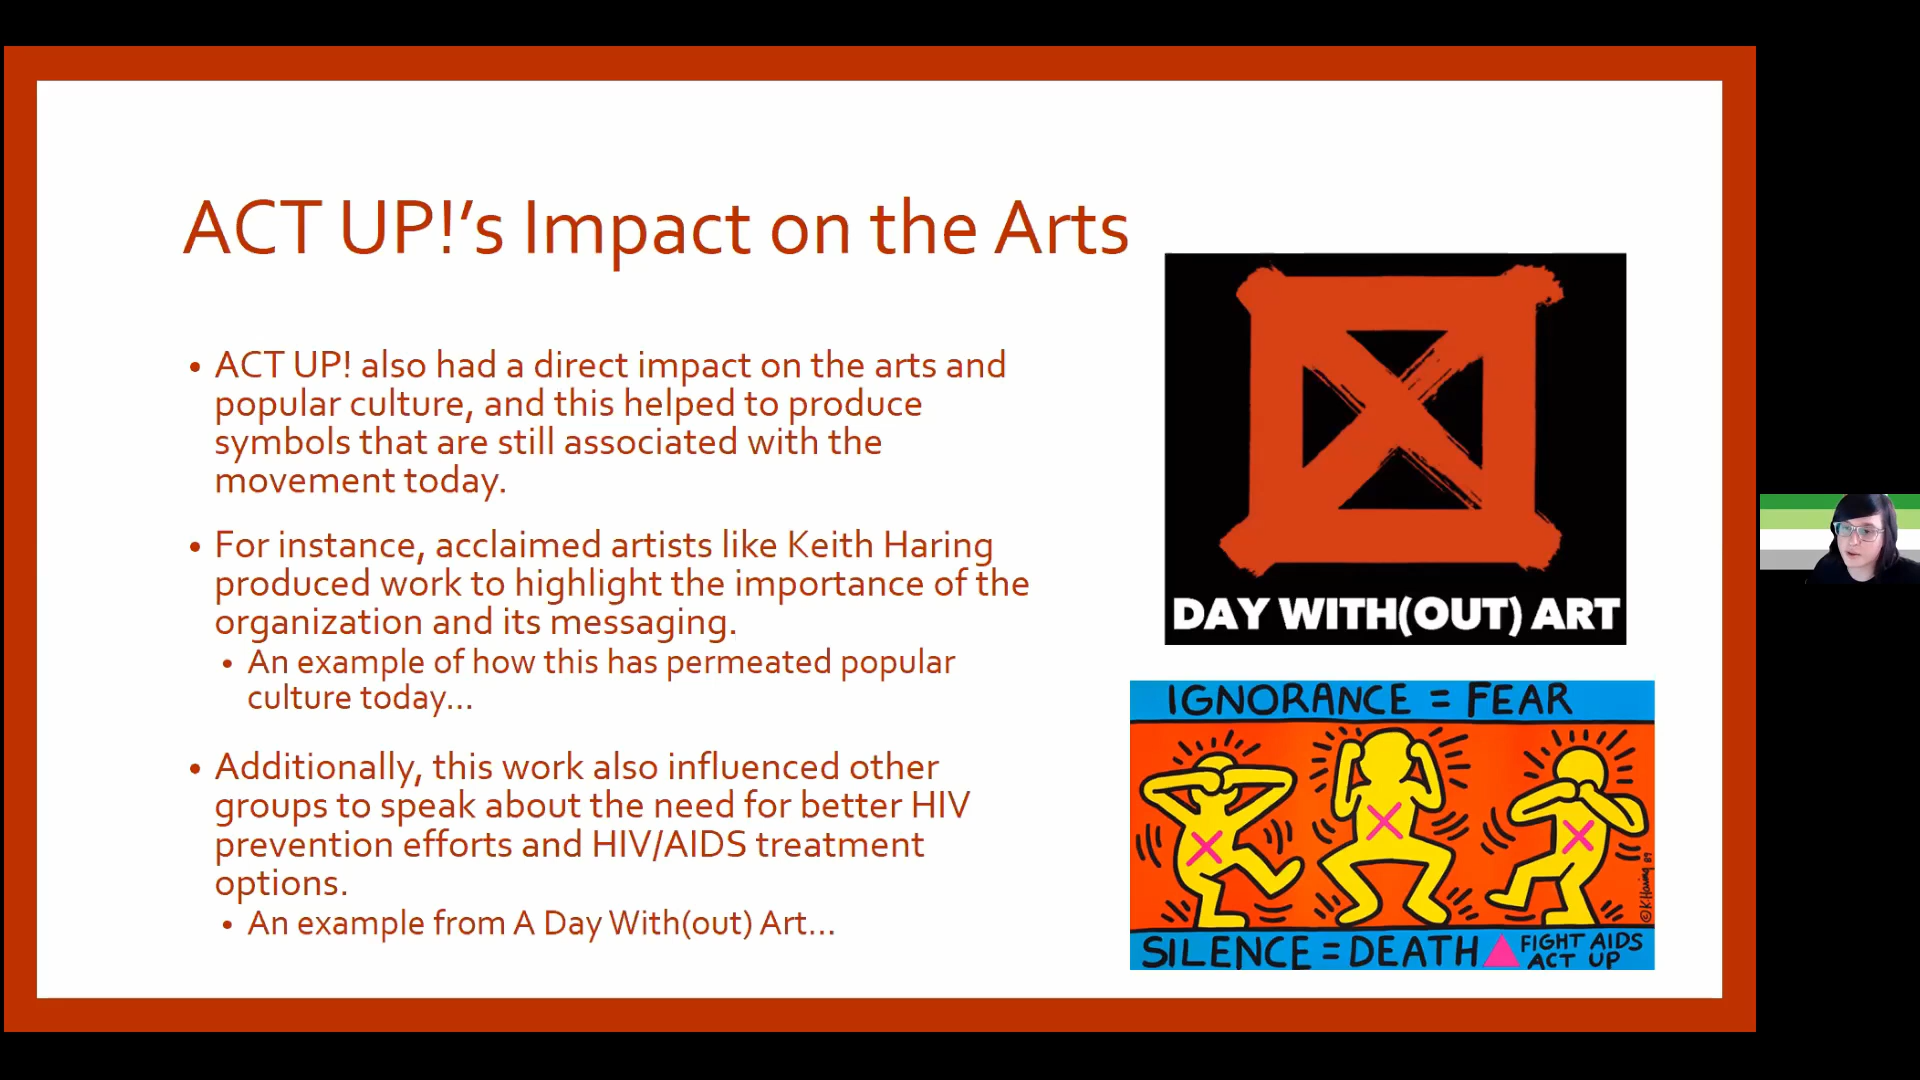 ACT UP!’s Impact on the Arts
• ACT UP! also had a direct impact on the arts and
popular culture, and this helped to produce
symbols that are still associated with the
movement today.
• For instance, acclaimed artists like Keith Haring
produced work to highlight the importance of the
organization and its messaging.
• An example of how this has permeated popular
culture today...
• Additionally, this work also influenced other
groups to speak about the need for better HIV
prevention efforts and HIV/AIDS treatment
options.
• An example from A Day With(out) Art...
DAY WITH(OUT) ART
IGNORANCE = FEAR
SILENCE = DEATH
FIGHT AIDS
ACT UP
© K. Haring 89